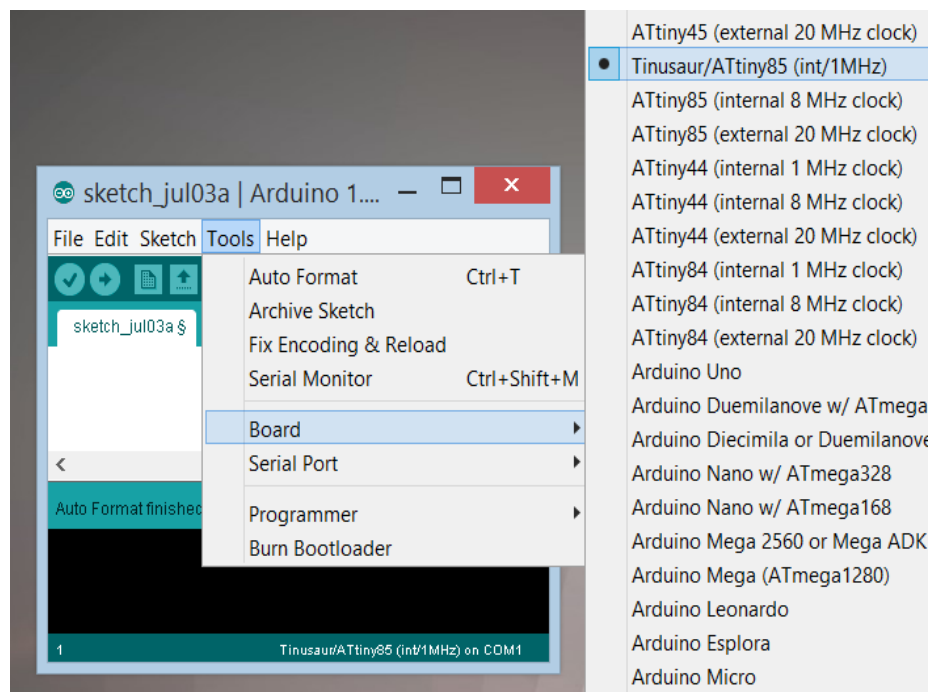 sketch_jul03a | Arduino 1....
File Edit Sketch Tools Help
sketch_jul03a §
Auto Format Ctrl+T
Archive Sketch
Fix Encoding & Reload
Serial Monitor Ctrl+Shift+M
Board
Serial Port
Programmer
Burn Bootloader
Auto Format finished
1 Tinusaur/ATtiny85 (int/1MHz) on COM1
ATtiny45 (external 20 MHz clock)
Tinusaur/ATtiny85 (int/1MHz)
ATtiny85 (internal 8 MHz clock)
ATtiny85 (external 20 MHz clock)
ATtiny44 (internal 1 MHz clock)
ATtiny44 (internal 8 MHz clock)
ATtiny44 (external 20 MHz clock)
ATtiny84 (internal 1 MHz clock)
ATtiny84 (internal 8 MHz clock)
ATtiny84 (external 20 MHz clock)
Arduino Uno
Arduino Duemilanove w/ ATmega
Arduino Diecimila or Duemilanove
Arduino Nano w/ ATmega328
Arduino Nano w/ ATmega168
Arduino Mega 2560 or Mega ADK
Arduino Mega (ATmega1280)
Arduino Leonardo
Arduino Esplora
Arduino Micro